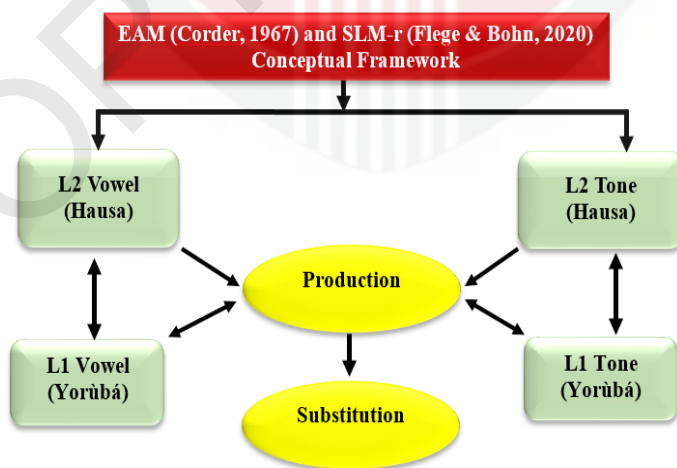 EAM (Corder, 1967) and SLM-r (Flege & Bohn, 2020)
Conceptual Framework
L2 Vowel
(Hausa)
L2 Tone
(Hausa)
Production
L1 Vowel
(Yorùbá)
L1 Tone
(Yorùbá)
Substitution